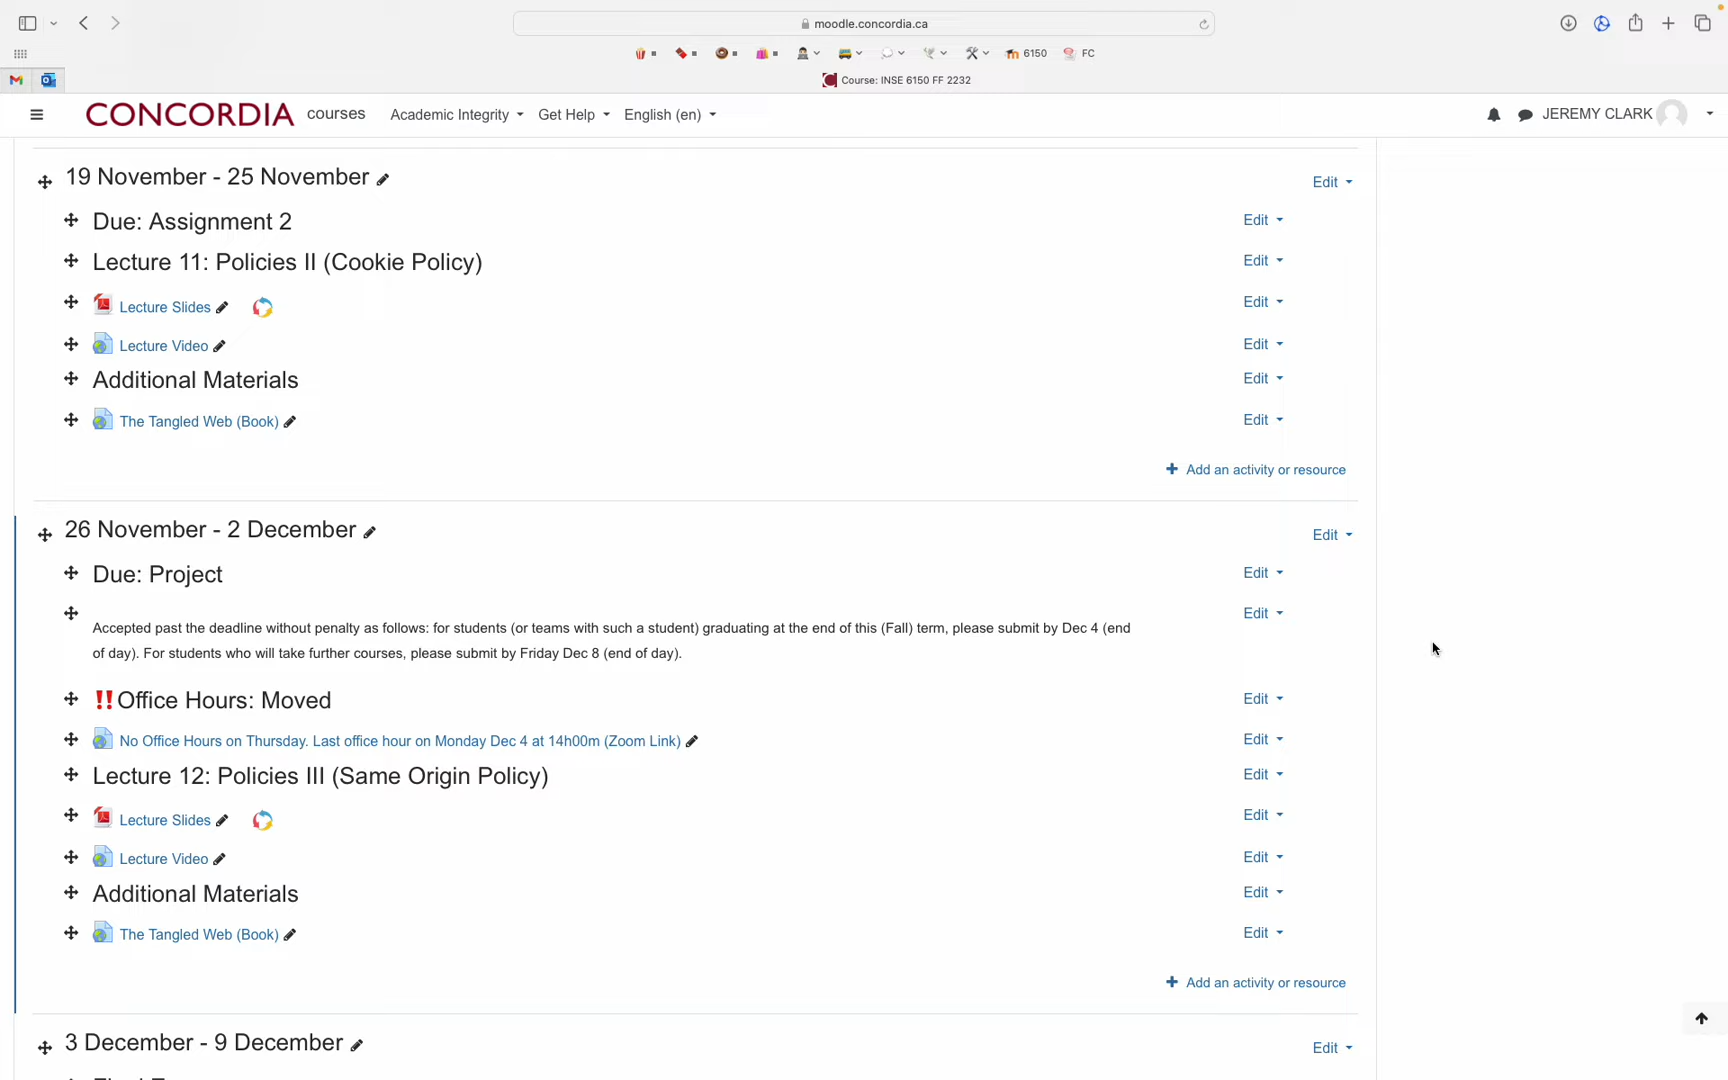 moodle.concordia.ca
6150 FC
Course: INSE 6150 FF 2232
CONCORDIA courses Academic Integrity Get Help English (en) JEREMY CLARK
19 November - 25 November Edit
Due: Assignment 2 Edit
Lecture 11: Policies II (Cookie Policy) Edit
Lecture Slides Edit
Lecture Video Edit
Additional Materials Edit
The Tangled Web (Book) Edit
Add an activity or resource
26 November - 2 December Edit
Due: Project Edit
Edit
Accepted past the deadline without penalty as follows: for students (or teams with such a student) graduating at the end of this (Fall) term, please submit by Dec 4 (end
of day). For students who will take further courses, please submit by Friday Dec 8 (end of day).
‼️Office Hours: Moved Edit
No Office Hours on Thursday. Last office hour on Monday Dec 4 at 14h00m (Zoom Link) Edit
Lecture 12: Policies III (Same Origin Policy) Edit
Lecture Slides Edit
Lecture Video Edit
Additional Materials Edit
The Tangled Web (Book) Edit
Add an activity or resource
3 December - 9 December Edit